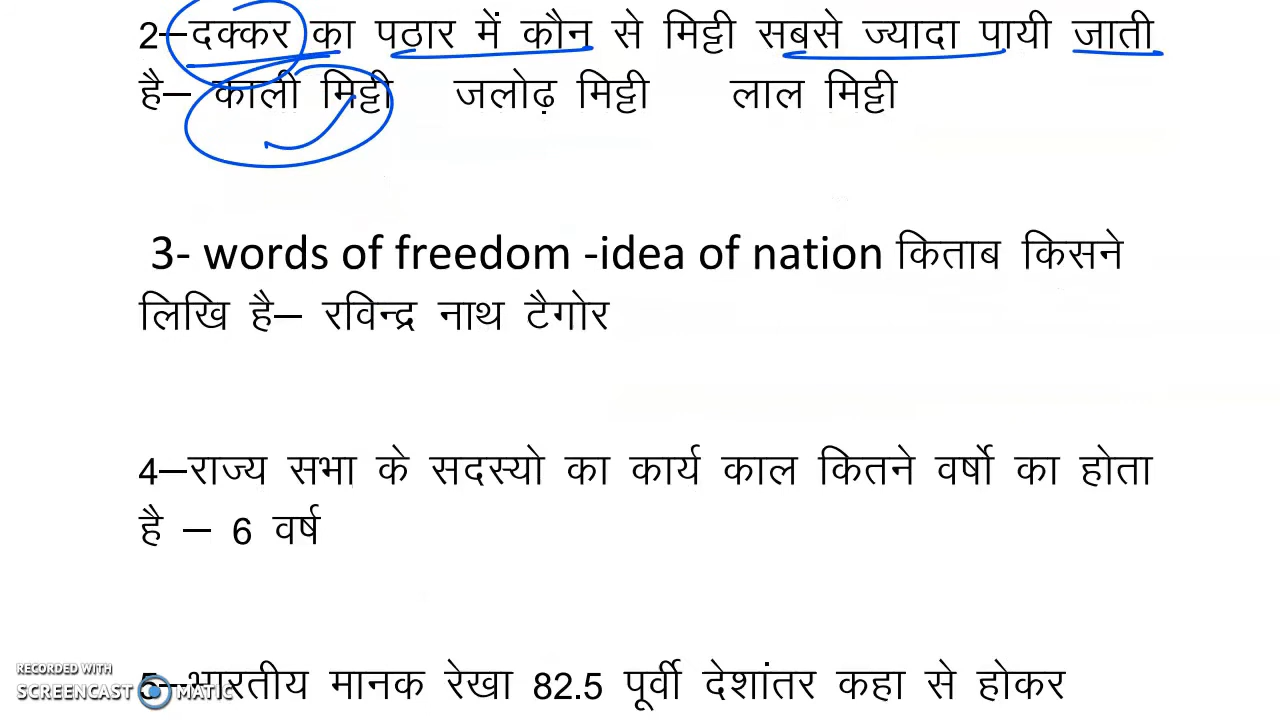 2–दक्कर का पठार में कौन से मिट्टी सबसे ज्यादा पायी जाती
है– काली मिट्टी जलोढ़ मिट्टी लाल मिट्टी
3- words of freedom -idea of nation किताब किसने
लिखि है– रविन्द्र नाथ टैगोर
4–राज्य सभा के सदस्यो का कार्य काल कितने वर्षो का होता
है – 6 वर्ष
5–भारतीय मानक रेखा 82.5 पूर्वी देशांतर कहा से होकर
RECORDED WITH
SCREENCAST MATIC